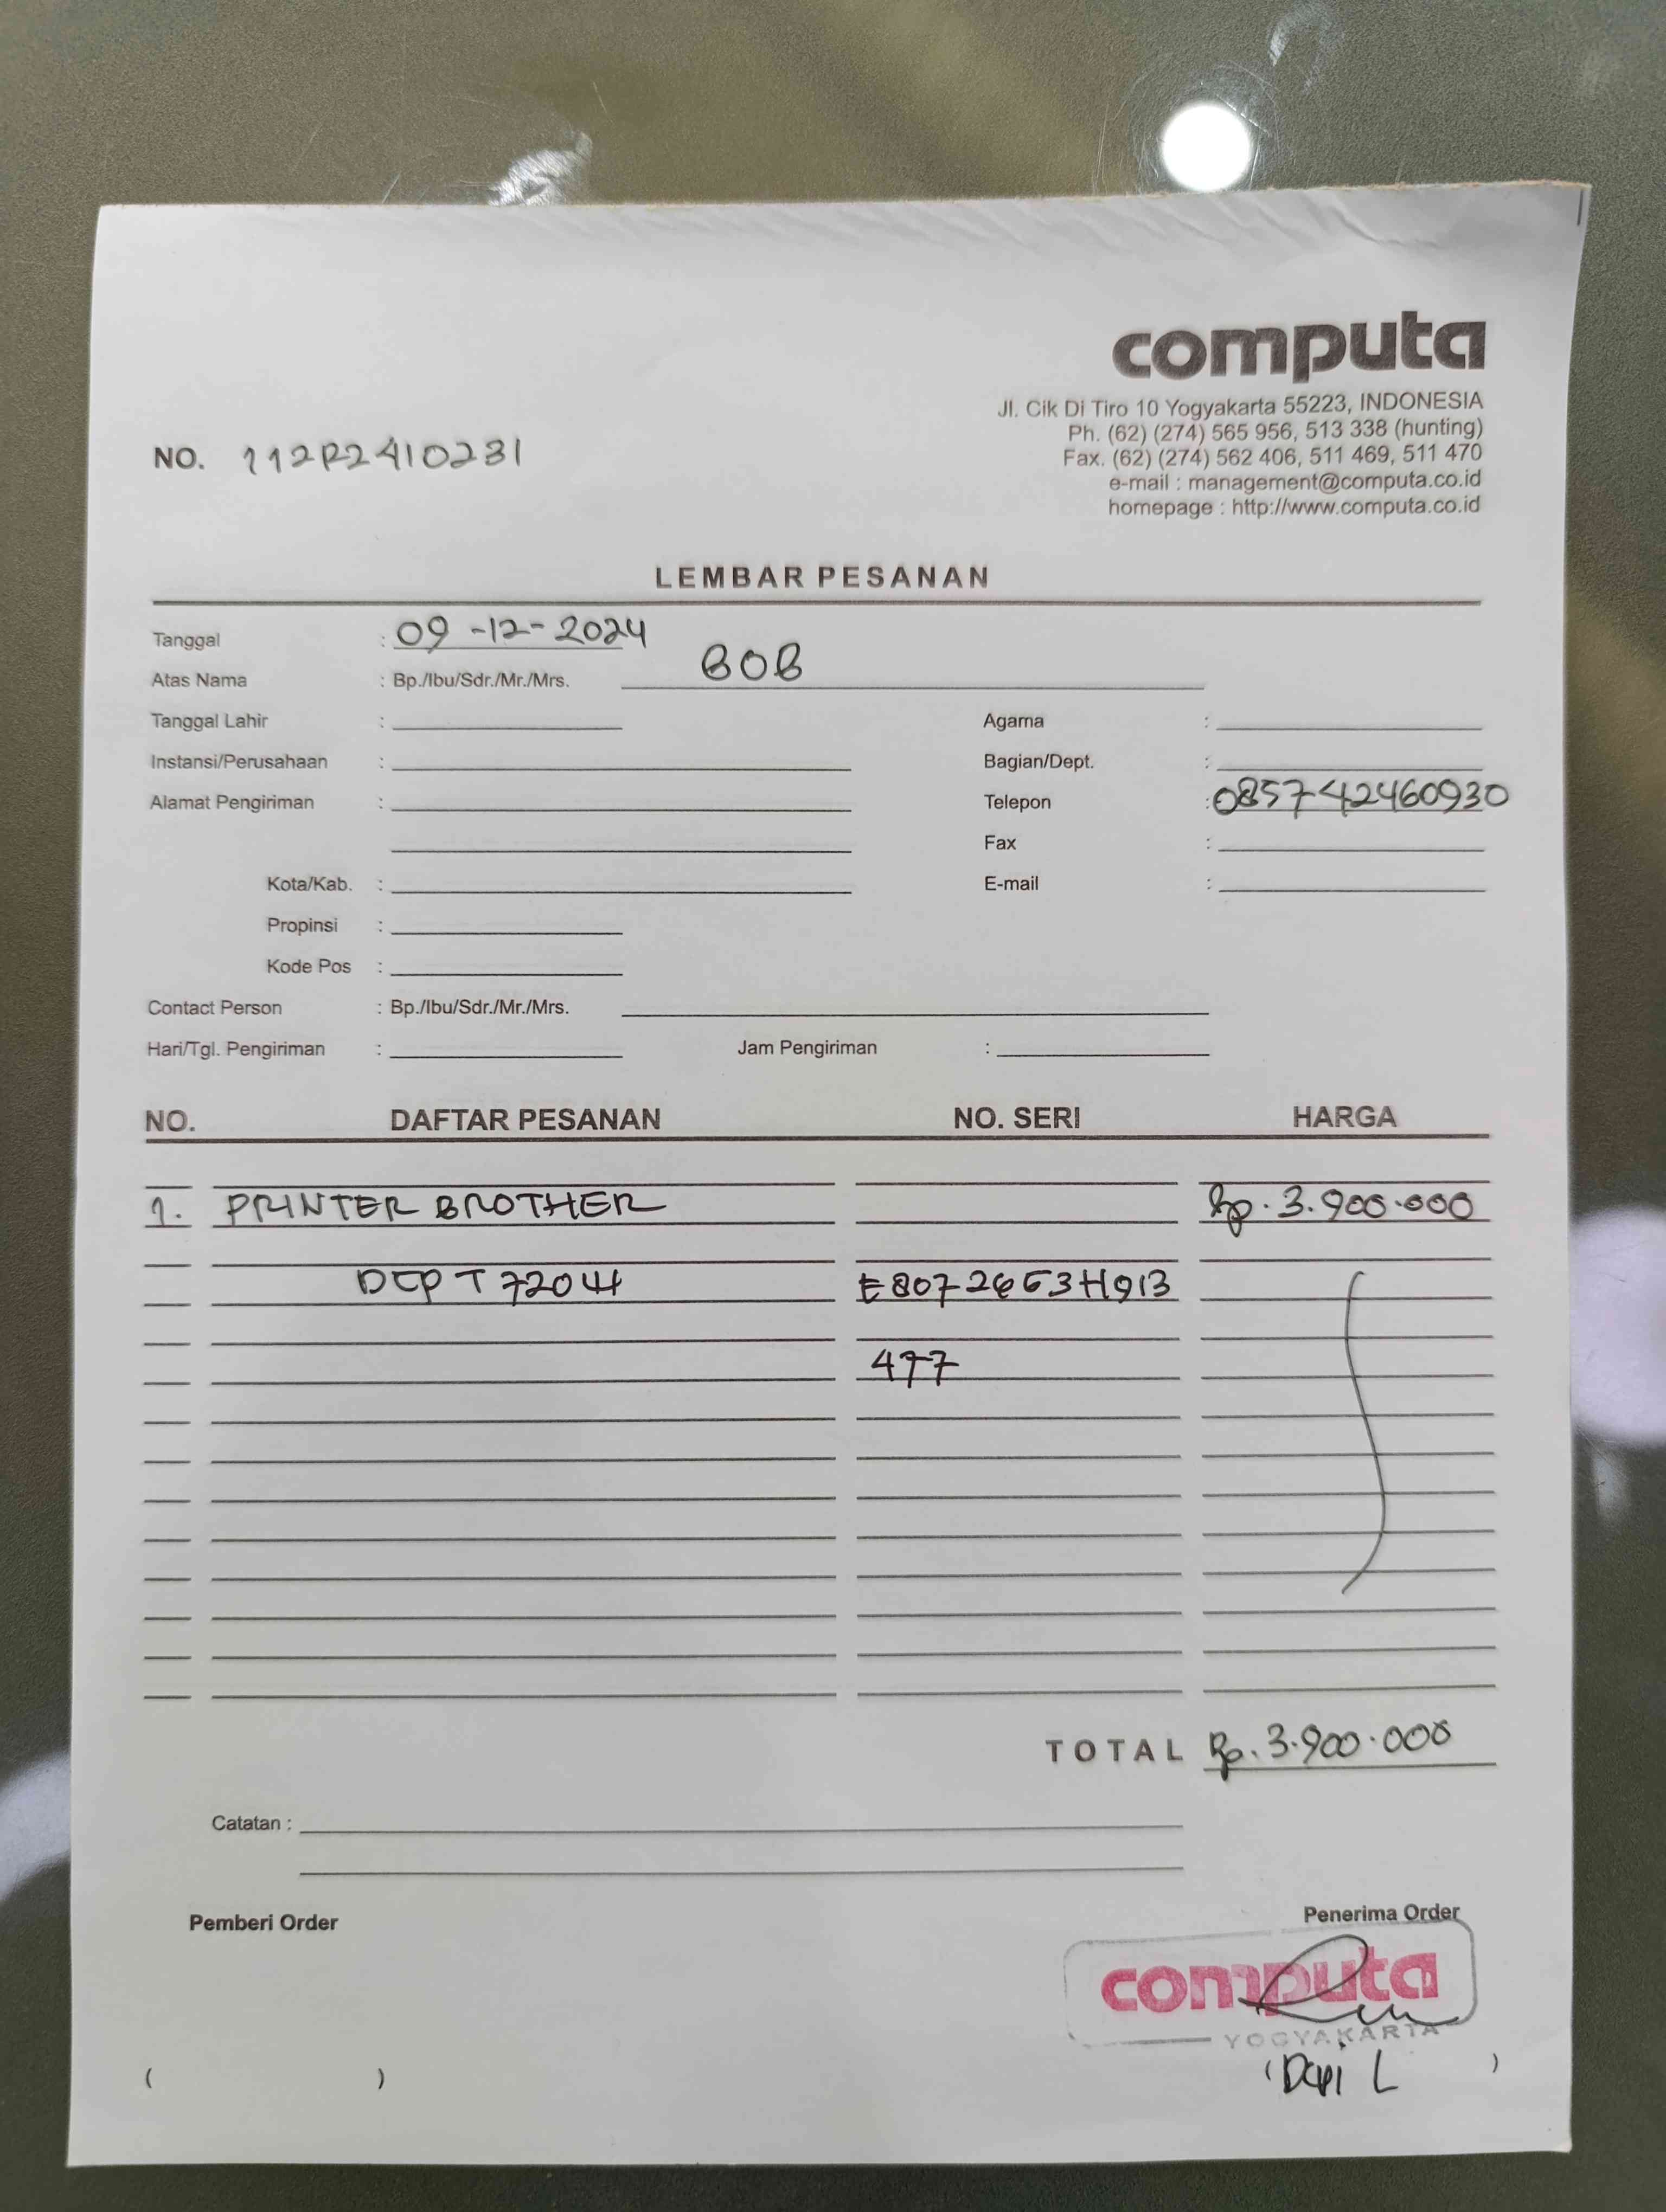 computa
Jl. Cik Di Tiro 10 Yogyakarta 55223, INDONESIA
Ph. (62) (274) 565 956, 513 338 (hunting)
Fax. (62) (274) 562 406, 511 469, 511 470
e-mail : management@computa.co.id
homepage : http://www.computa.co.id
NO. 112P2410231
LEMBAR PESANAN
Tanggal : 09-12-2024
Atas Nama : Bp./Ibu/Sdr./Mr./Mrs. BOB
Tanggal Lahir : Agama :
Instansi/Perusahaan : Bagian/Dept. :
Alamat Pengiriman : Telepon : 085742460930
Fax :
Kota/Kab. : E-mail :
Propinsi :
Kode Pos :
Contact Person : Bp./Ibu/Sdr./Mr./Mrs.
Hari/Tgl. Pengiriman : Jam Pengiriman :
NO. DAFTAR PESANAN NO. SERI HARGA
1. PRINTER BROTHER Rp. 3.900.000
DCP T720W
477
TOTAL Rp. 3.900.000
Catatan :
Pemberi Order Penerima Order
computa
YOGYAKARTA
( ) ( L )